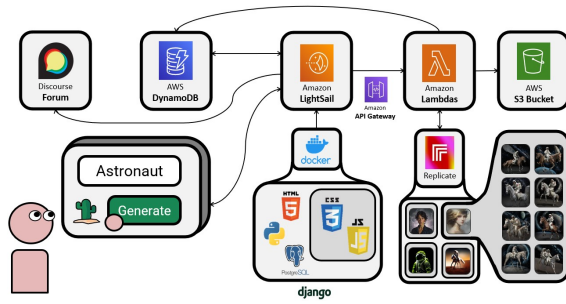 Discourse
Forum
AWS
DynamoDB
Amazon
LightSail
Amazon
API Gateway
Amazon
Lambdas
AWS
S3 Bucket
Astronaut
Generate
docker
HTML
5
CSS
3
JS
PostgreSQL
django
Replicate